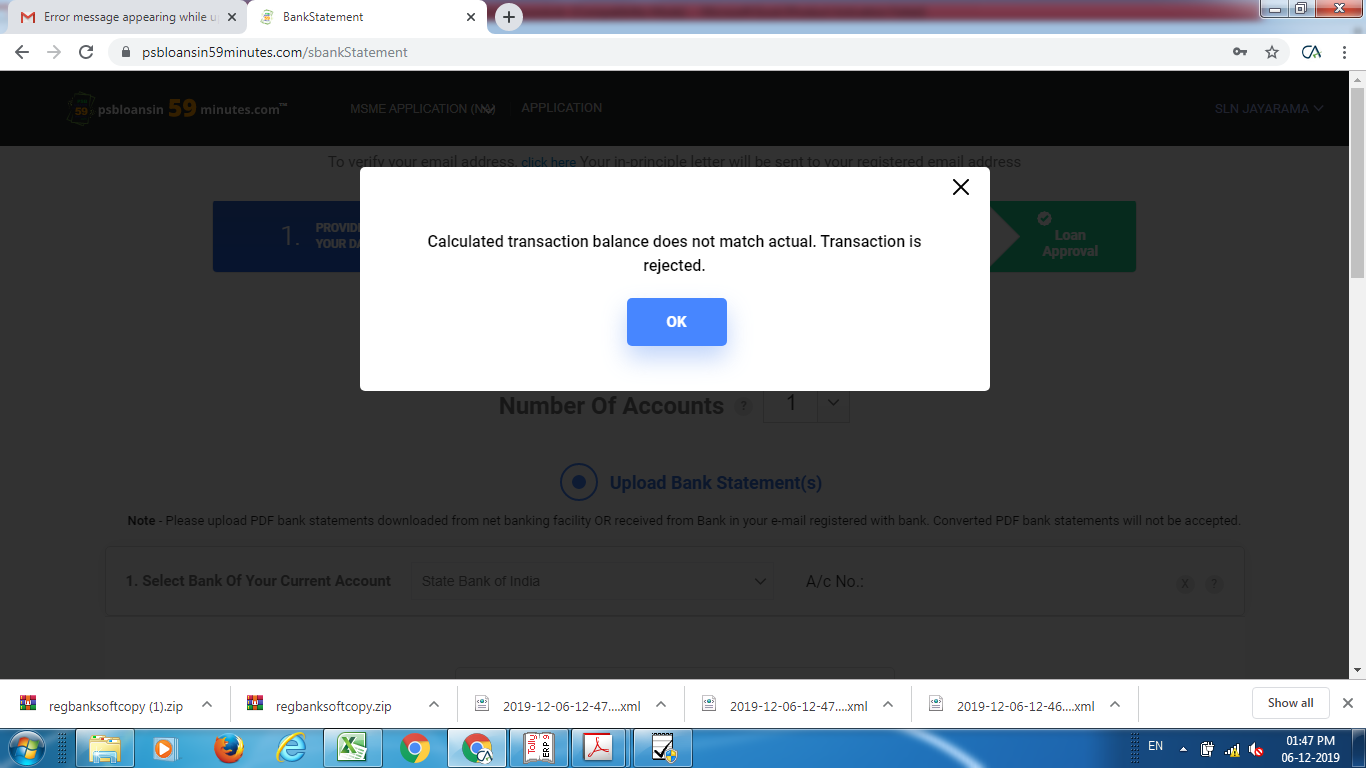 Error message appearing while u
BankStatement
psbloansin59minutes.com/sbankStatement
psbloansin 59 minutes.com™
MSME APPLICATION (N
APPLICATION
SLN JAYARAMA
To verify your email address, click here Your in-principle letter will be sent to your registered email address
1. PROVID
YOUR DA
Loan
Approval
Calculated transaction balance does not match actual. Transaction is
rejected.
OK
Number Of Accounts ? 1
Upload Bank Statement(s)
Note - Please upload PDF bank statements downloaded from net banking facility OR received from Bank in your e-mail registered with bank. Converted PDF bank statements will not be accepted.
1. Select Bank Of Your Current Account State Bank of India A/c No.: X ?
regbanksoftcopy (1).zip
regbanksoftcopy.zip
2019-12-06-12-47....xml
2019-12-06-12-47....xml
2019-12-06-12-46....xml
Show all
Tally
ERP 9
EN
01:47 PM
06-12-2019